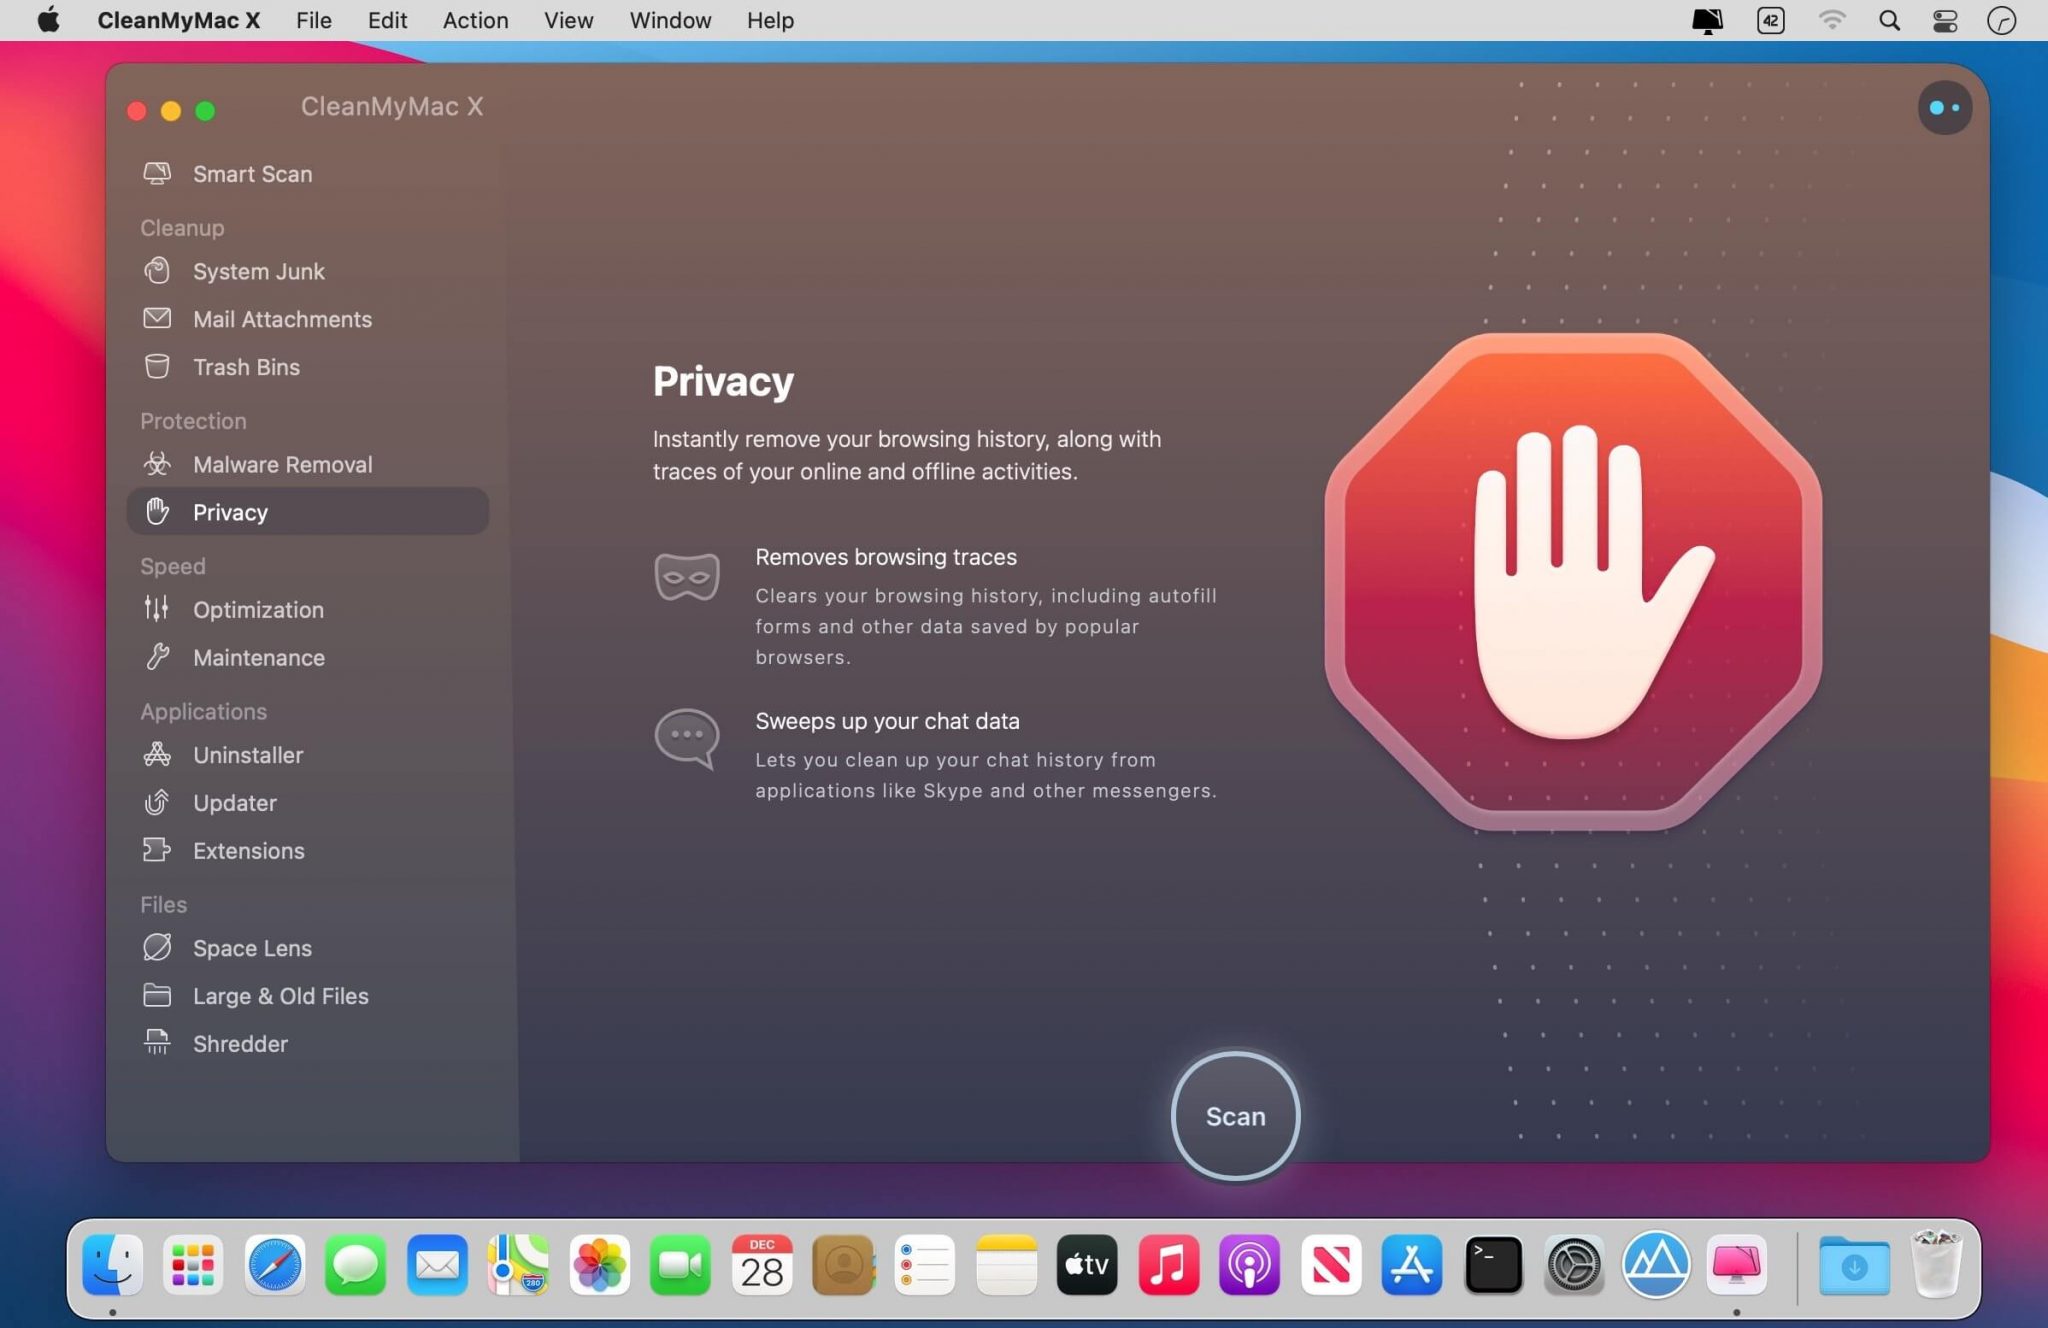 CleanMyMac X File Edit Action View Window Help
42
CleanMyMac X
Smart Scan
Cleanup
System Junk
Mail Attachments
Trash Bins
Protection
Malware Removal
Privacy
Speed
Optimization
Maintenance
Applications
Uninstaller
Updater
Extensions
Files
Space Lens
Large & Old Files
Shredder
Privacy
Instantly remove your browsing history, along with
traces of your online and offline activities.
Removes browsing traces
Clears your browsing history, including autofill
forms and other data saved by popular
browsers.
Sweeps up your chat data
Lets you clean up your chat history from
applications like Skype and other messengers.
Scan
280
DEC
28
tv
>_